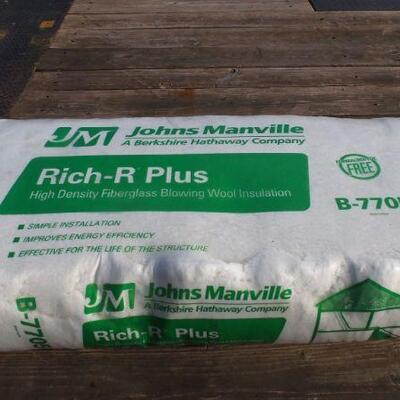 JM Johns Manville
A Berkshire Hathaway Company
Rich-R Plus
High Density Fiberglass Blowing Wool Insulation
FREE
B-770
SIMPLE INSTALLATION
IMPROVES ENERGY EFFICIENCY
EFFECTIVE FOR THE LIFE OF THE STRUCTURE
B-770
JM Johns Manville
A Berkshire Hathaway Company
Rich-R Plus